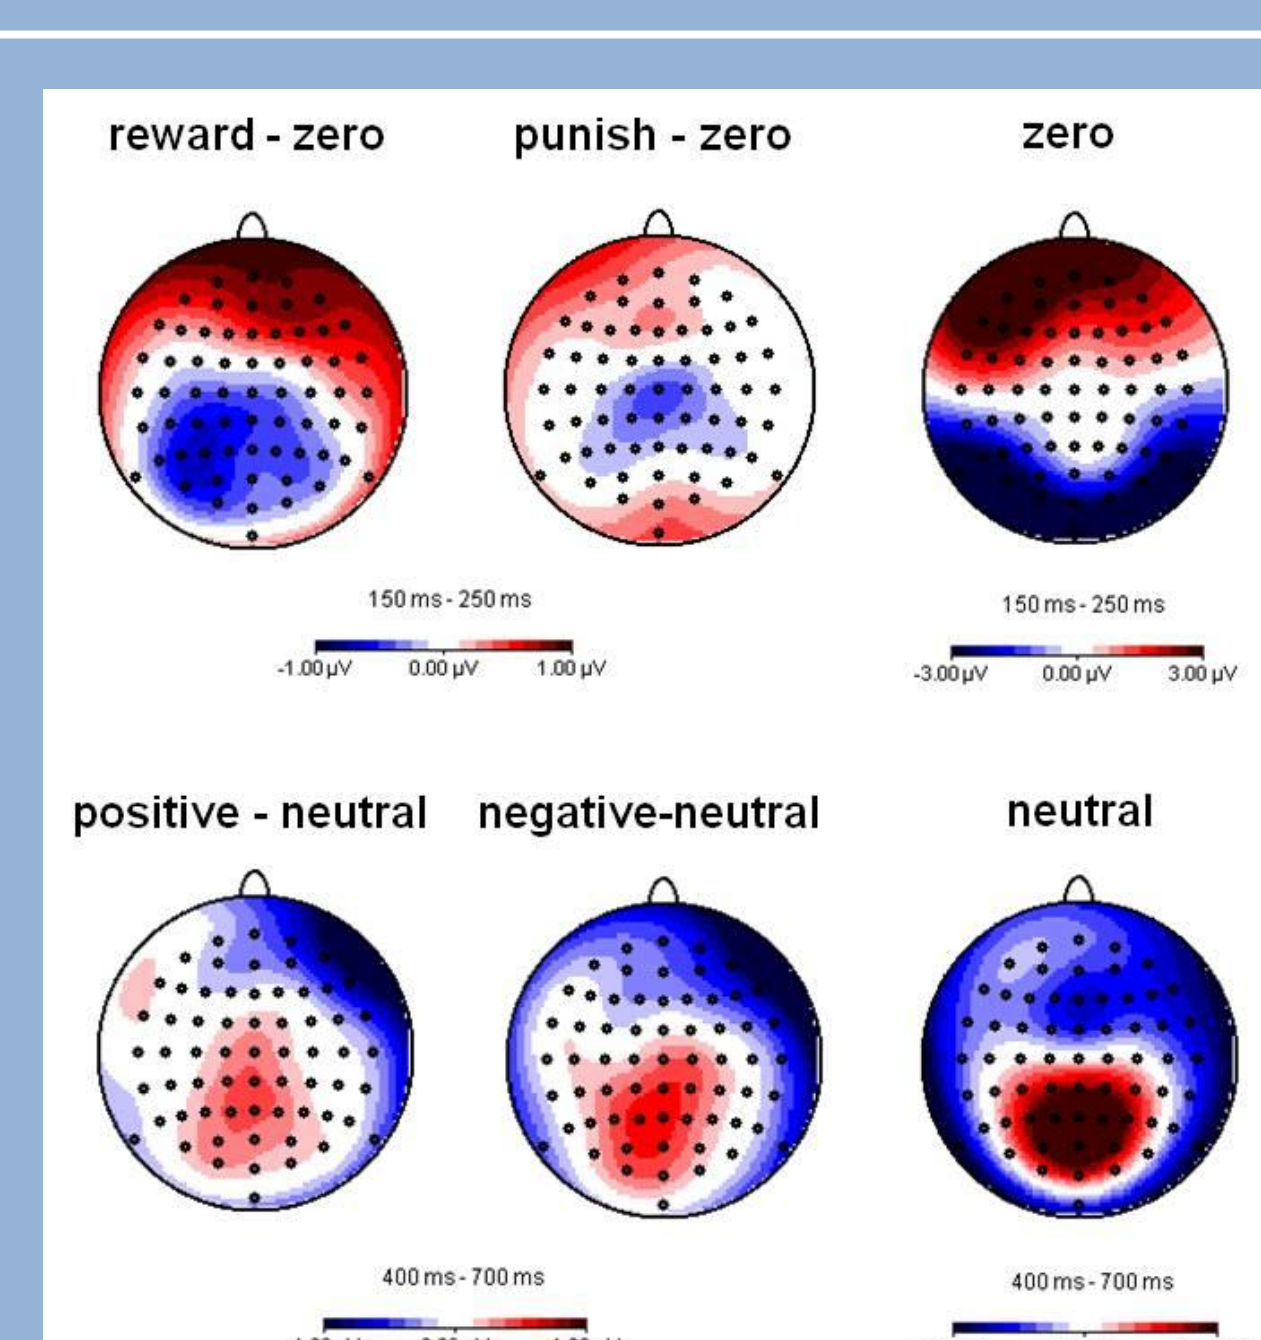 reward - zero
punish - zero
zero
150 ms - 250 ms
-1.00 µV 0.00 µV 1.00 µV
150 ms - 250 ms
-3.00 µV 0.00 µV 3.00 µV
positive - neutral
negative-neutral
neutral
400 ms - 700 ms
400 ms - 700 ms